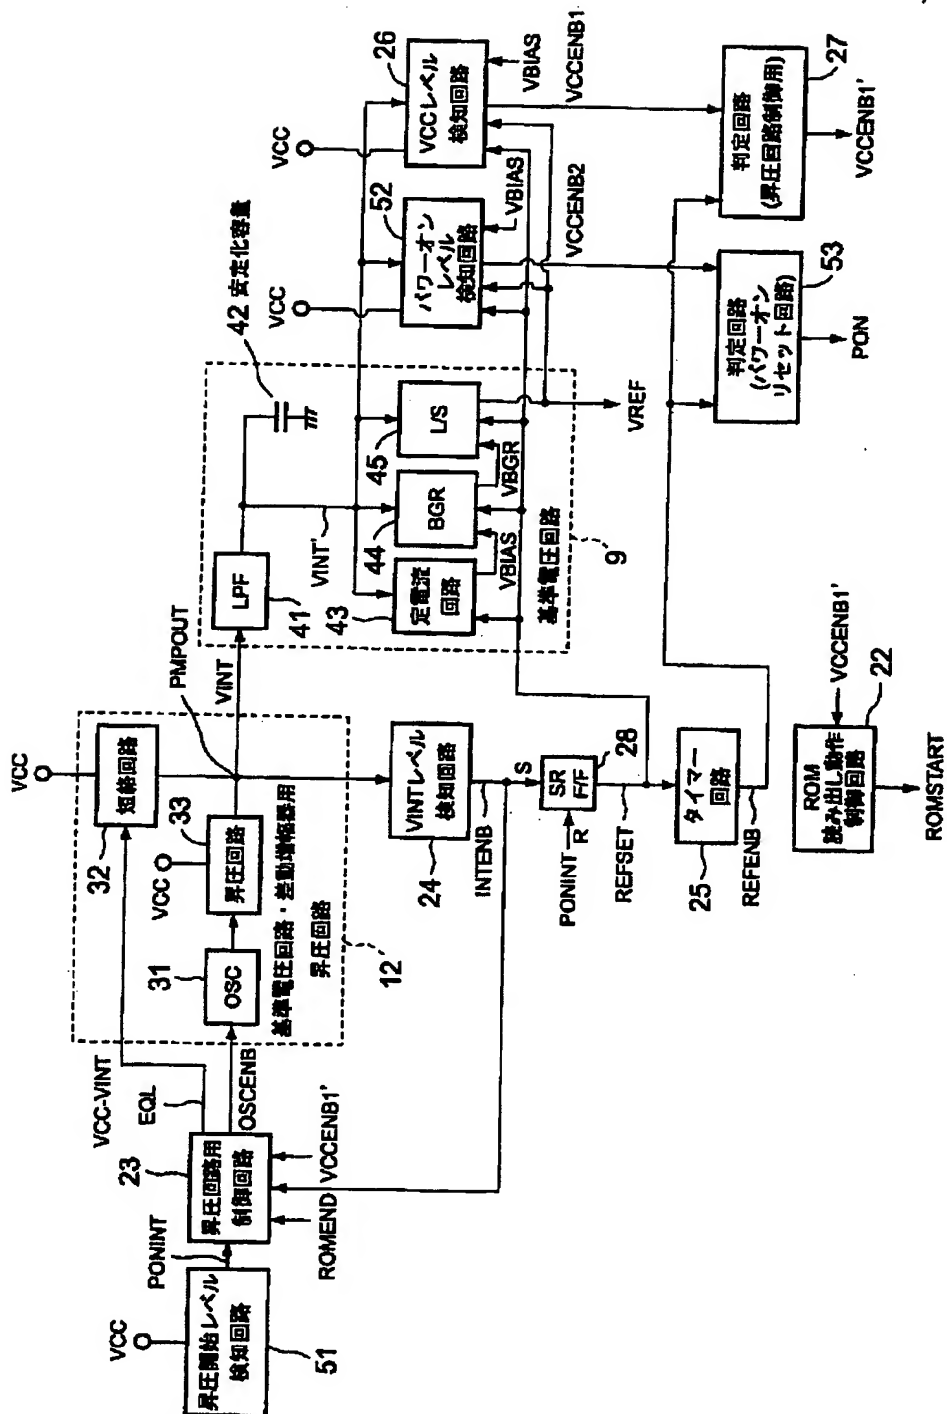 VCC
昇圧開始レベル
検知回路
51
PONINT
23
昇圧回路用
制御回路
ROMEND
VCCENB1'
VCC-VINT
EQL
OSCENB
VCC
32
短絡回路
VCC
33
昇圧回路
31
OSC
基準電圧回路・差動増幅器用
昇圧回路
12
PMPOUT
VINT
24
VINTレベル
検知回路
INTENB
S
SR
F/F
28
PONINT
R
REFSET
25
タイマー
回路
REFENB
LPF
41
42 安定化容量
VINT'
43
定電流
回路
VBIAS
44
BGR
VBGR
45
L/S
VREF
基準電圧回路
9
VCC
52
パワーオン
レベル
検知回路
VBIAS
VCCENB2
VCC
26
VCCレベル
検知回路
VBIAS
VCCENB1
判定回路
(パワーオン
リセット回路)
53
PON
判定回路
(昇圧回路制御用)
27
VCCENB1'
ROM
読み出し動作
制御回路
VCCENB1'
22
ROMSTART